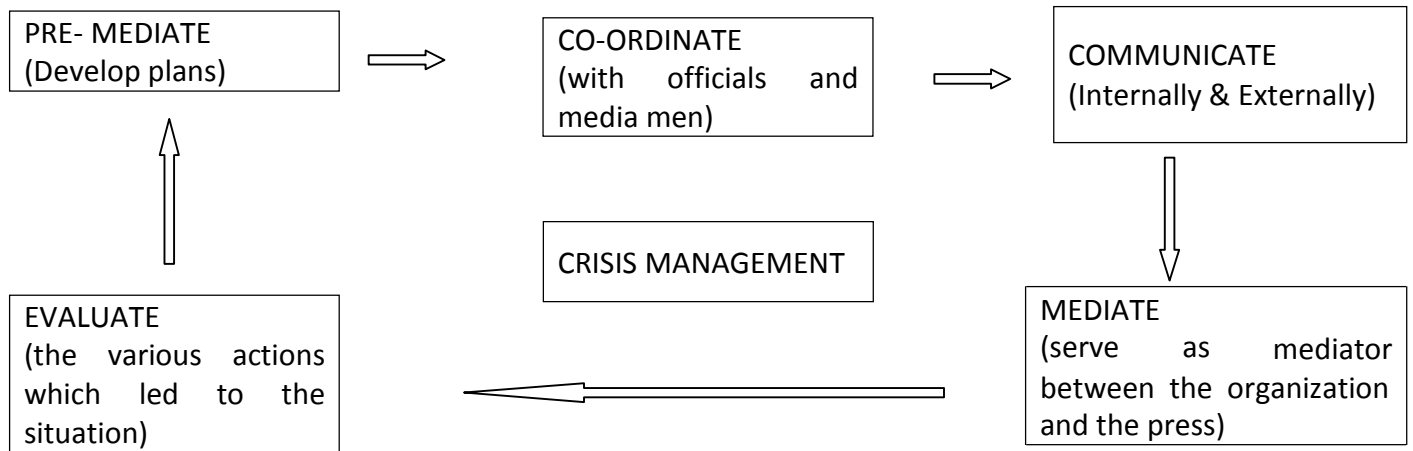 PRE- MEDIATE
(Develop plans)
CO-ORDINATE
(with officials and
media men)
COMMUNICATE
(Internally & Externally)
CRISIS MANAGEMENT
EVALUATE
(the various actions
which led to the
situation)
MEDIATE
(serve as mediator
between the organization
and the press)